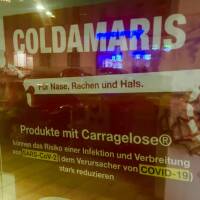 COLDAMARIS
Für Nase, Rachen und Hals.
Produkte mit Carragelose®
können das Risiko einer Infektion und Verbreitung
von SARS-CoV-2 (dem Verursacher von COVID-19)
stark reduzieren